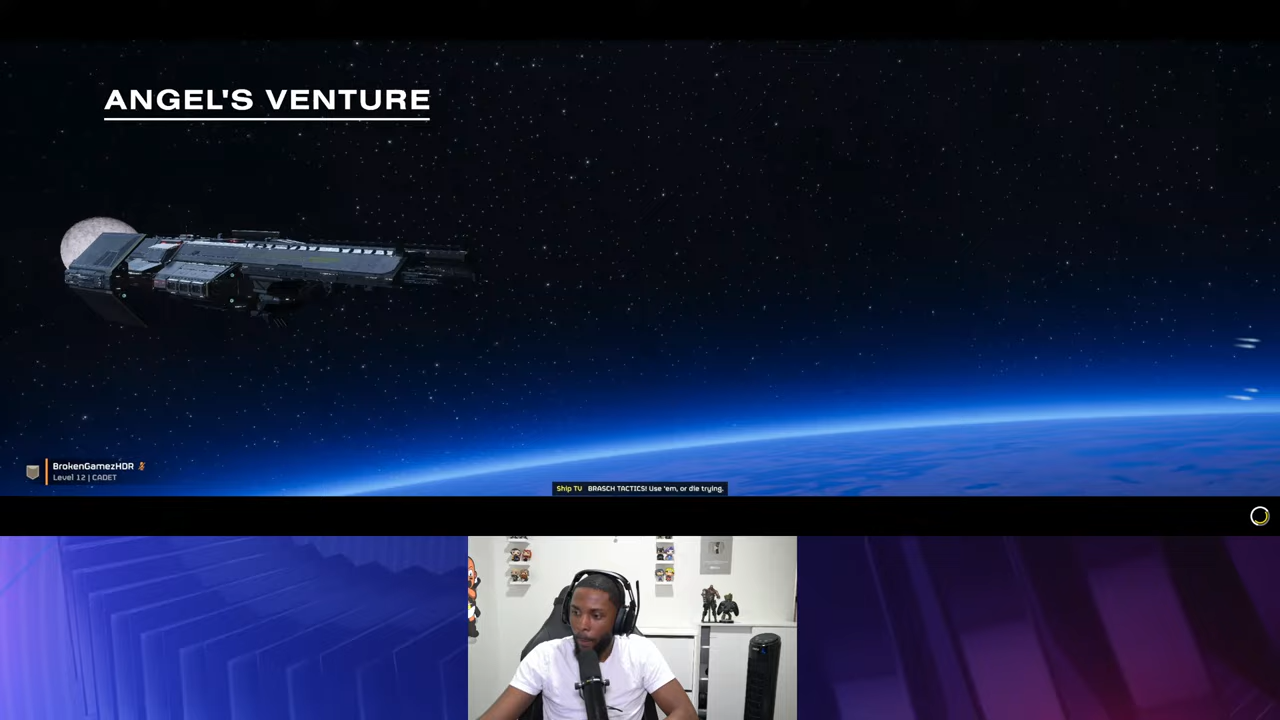 ANGEL'S VENTURE
BrokenGamezHDR
Level 12 | CADET
Ship TV BRASCH TACTICS! Use 'em, or die trying.